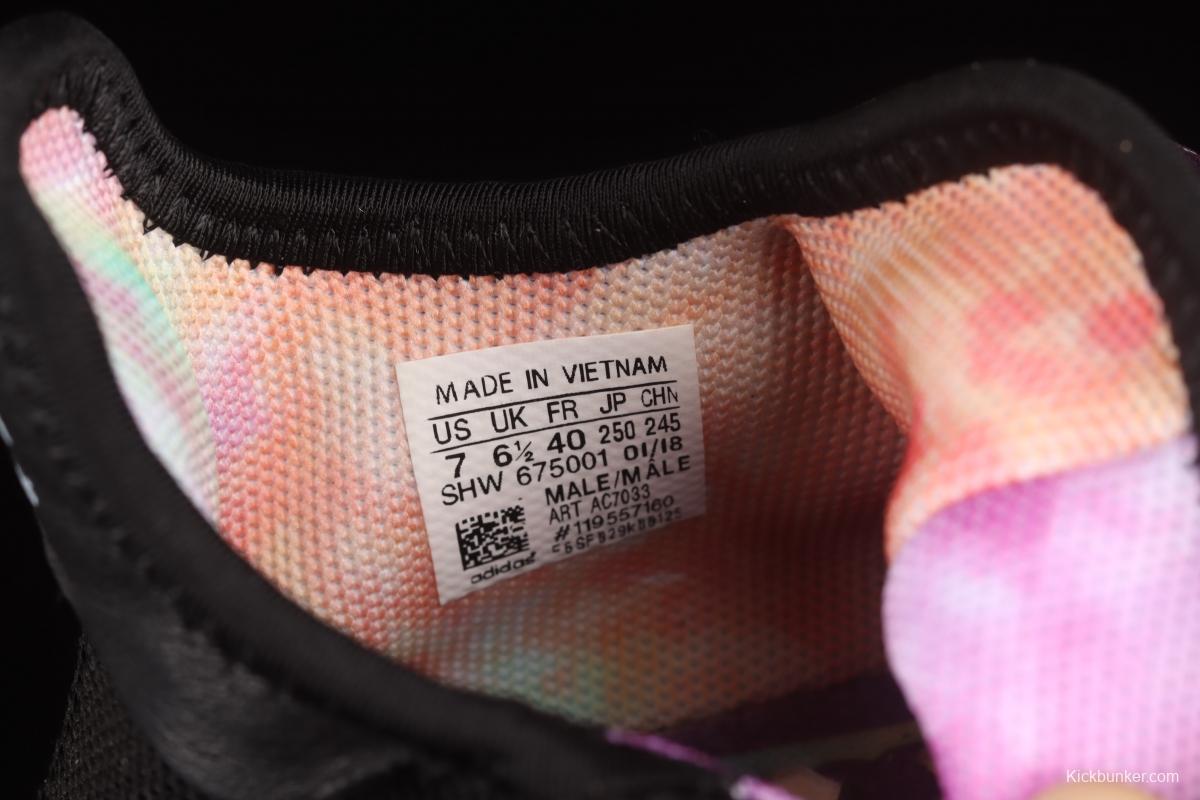 MADE IN VIETNAM
US UK FR JP CHN
7 6½ 40 250 245
SHW 675001 01/18
MALE/MÂLE
ART AC7033
#119557160
adidas
Kickbunker.com